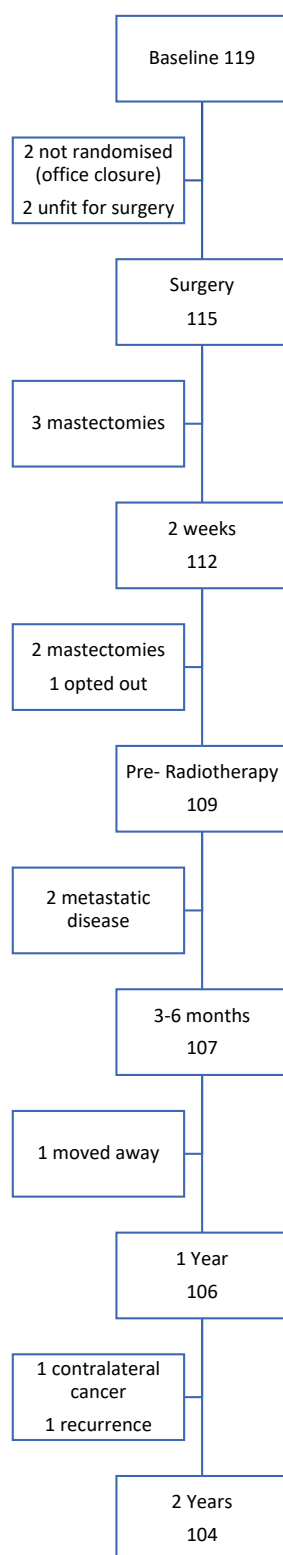 Baseline 119
2 not randomised
(office closure)
2 unfit for surgery
Surgery
115
3 mastectomies
2 weeks
112
2 mastectomies
1 opted out
Pre- Radiotherapy
109
2 metastatic
disease
3-6 months
107
1 moved away
1 Year
106
1 contralateral
cancer
1 recurrence
2 Years
104